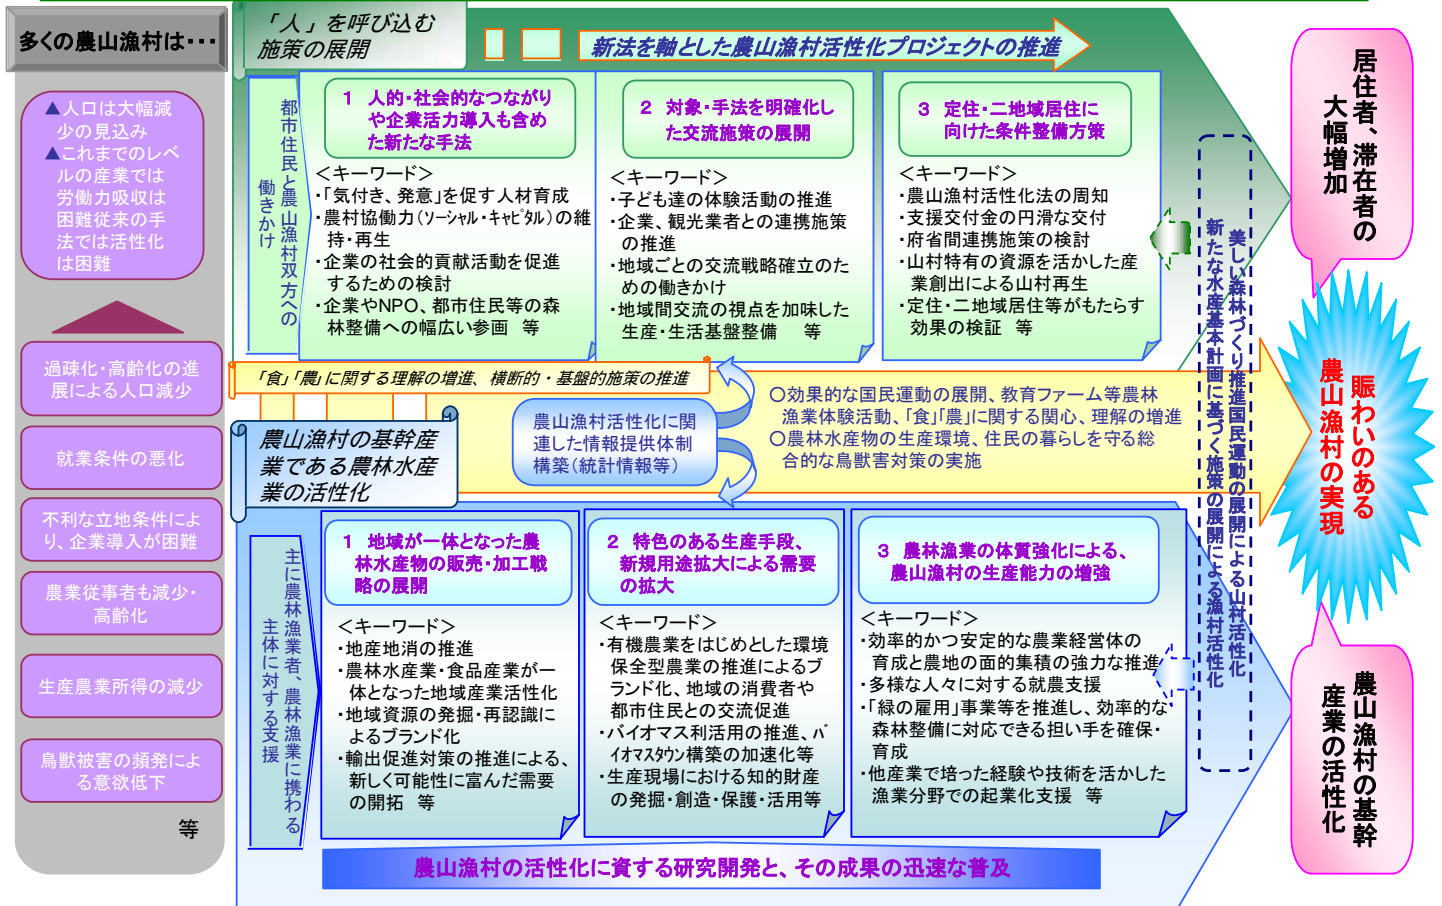 多くの農山漁村は・・・
▲人口は大幅減
少の見込み
▲これまでのレベ
ルの産業では
労働力吸収は
困難従来の手
法では活性化
は困難
過疎化・高齢化の進
展による人口減少
就業条件の悪化
不利な立地条件によ
り、企業導入が困難
農業従事者も減少・
高齢化
生産農業所得の減少
鳥獣被害の頻発によ
る意欲低下
等
「人」を呼び込む
施策の展開
新法を軸とした農山漁村活性化プロジェクトの推進
都市住民と農山漁村双方への
働きかけ
1 人的・社会的なつながり
や企業活力導入も含め
た新たな手法
＜キーワード＞
・「気付き、発意」を促す人材育成
・農村協働力（ｿｰｼｬﾙ・ｷｬﾋﾟﾀﾙ）の維
持・再生
・企業の社会的貢献活動を促進
するための検討
・企業やNPO、都市住民等の森
林整備への幅広い参画 等
2 対象・手法を明確化し
た交流施策の展開
＜キーワード＞
・子ども達の体験活動の推進
・企業、観光業者との連携施策
の推進
・地域ごとの交流戦略確立のた
めの働きかけ
・地域間交流の視点を加味した
生産・生活基盤整備 等
3 定住・二地域居住に
向けた条件整備方策
＜キーワード＞
・農山漁村活性化法の周知
・支援交付金の円滑な交付
・府省間連携施策の検討
・山村特有の資源を活かした産
業創出による山村再生
・定住・二地域居住等がもたらす
効果の検証 等
「食」「農」に関する理解の増進、横断的・基盤的施策の推進
農山漁村活性化に関
連した情報提供体制
構築（統計情報等）
○効果的な国民運動の展開、教育ファーム等農林
漁業体験活動、「食」「農」に関する関心、理解の増進
○農林水産物の生産環境、住民の暮らしを守る総
合的な鳥獣害対策の実施
農山漁村の基幹産
業である農林水産
業の活性化
主に農林漁業者、農林漁業に携わる
主体に対する支援
1 地域が一体となった農
林水産物の販売・加工戦
略の展開
＜キーワード＞
・地産地消の推進
・農林水産業・食品産業が一
体となった地域産業活性化
・地域資源の発掘・再認識に
よるブランド化
・輸出促進対策の推進による、
新しく可能性に富んだ需要
の開拓 等
2 特色のある生産手段、
新規用途拡大による需要
の拡大
＜キーワード＞
・有機農業をはじめとした環境
保全型農業の推進によるブ
ランド化、地域の消費者や
都市住民との交流促進
・バイオマス利活用の推進、ﾊﾞ
ｲｵﾏｽﾀｳﾝ構築の加速化等
・生産現場における知的財産
の発掘・創造・保護・活用等
3 農林漁業の体質強化による、
農山漁村の生産能力の増強
＜キーワード＞
・効率的かつ安定的な農業経営体の
育成と農地の面的集積の強力な推進
・多様な人々に対する就農支援
・「緑の雇用」事業等を推進し、効率的な
森林整備に対応できる担い手を確保・
育成
・他産業で培った経験や技術を活かした
漁業分野での起業化支援 等
農山漁村の活性化に資する研究開発と、その成果の迅速な普及
美しい森林づくり推進国民運動の展開による山村活性化
新たな水産基本計画に基づく施策の展開による漁村活性化
居住者、滞在者の
大幅増加
賑わいのある
農山漁村の実現
農山漁村の基幹
産業の活性化